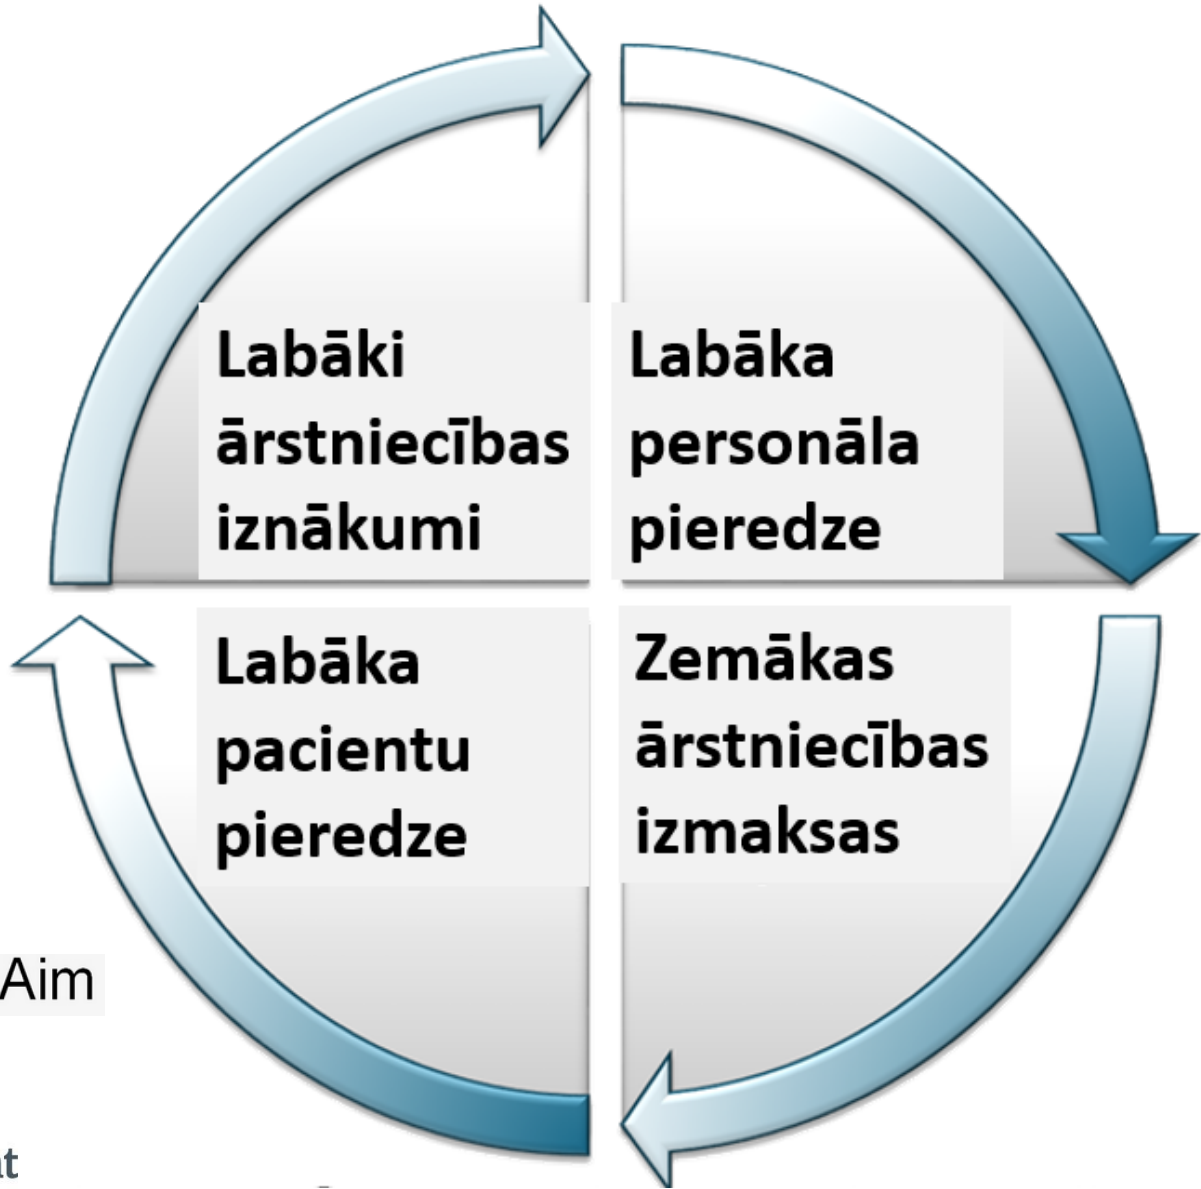 Labāki
ārstniecības
iznākumi
Labāka
personāla
pieredze
Labāka
pacientu
pieredze
Zemākas
ārstniecības
izmaksas
Aim